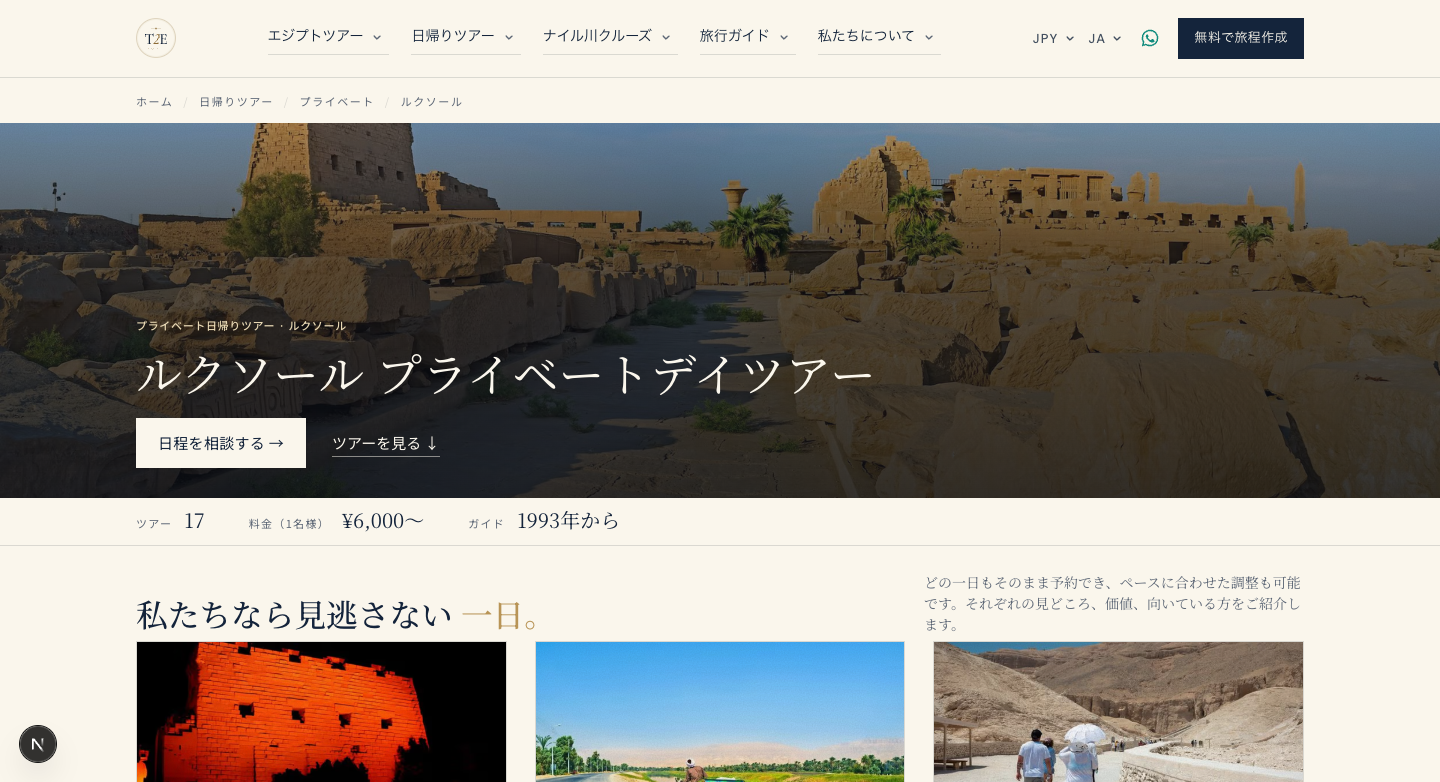 T2E
エジプトツアー
日帰りツアー
ナイル川クルーズ
旅行ガイド
私たちについて
JPY
JA
無料で旅程作成
ホーム / 日帰りツアー / プライベート / ルクソール
プライベート日帰りツアー · ルクソール
ルクソール プライベートデイツアー
日程を相談する →
ツアーを見る ↓
ツアー 17
料金（1名様） ¥6,000〜
ガイド 1993年から
私たちなら見逃さない 一日。
どの一日もそのまま予約でき、ペースに合わせた調整も可能
です。それぞれの見どころ、価値、向いている方をご紹介し
ます。
N